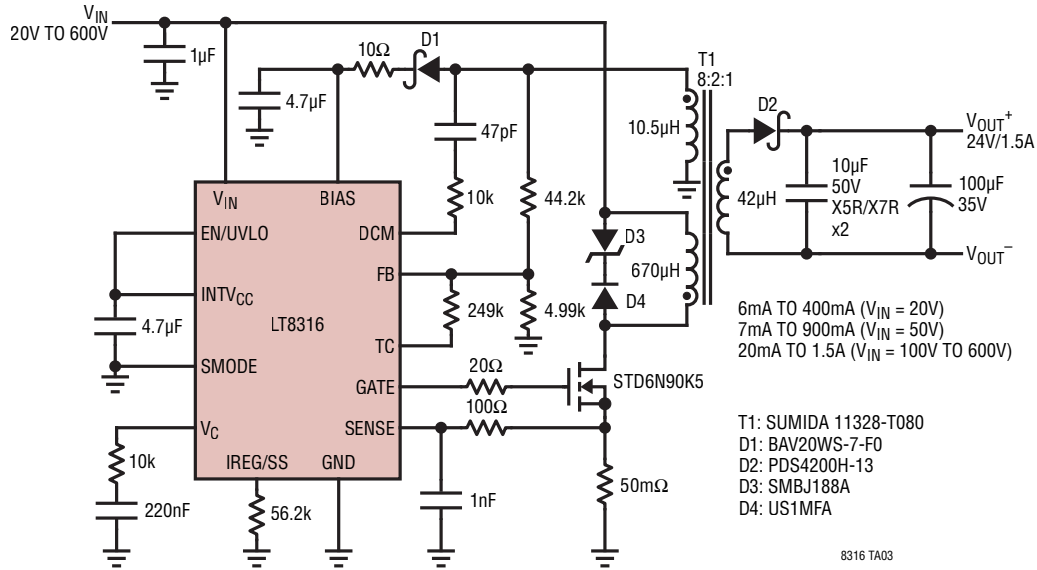 VIN
20V TO 600V
1µF
4.7µF
10Ω
D1
47pF
10k
44.2k
T1
8:2:1
10.5µH
D2
VOUT+
24V/1.5A
42µH
10µF
50V
X5R/X7R
x2
100µF
35V
VOUT–
VIN
BIAS
EN/UVLO
DCM
INTVCC
FB
4.7µF
LT8316
249k
4.99k
SMODE
TC
D3
670µH
D4
GATE
20Ω
STD6N90K5
VC
SENSE
100Ω
IREG/SS
GND
10k
220nF
56.2k
1nF
50mΩ
6mA TO 400mA (VIN = 20V)
7mA TO 900mA (VIN = 50V)
20mA TO 1.5A (VIN = 100V TO 600V)
T1: SUMIDA 11328-T080
D1: BAV20WS-7-F0
D2: PDS4200H-13
D3: SMBJ188A
D4: US1MFA
8316 TA03